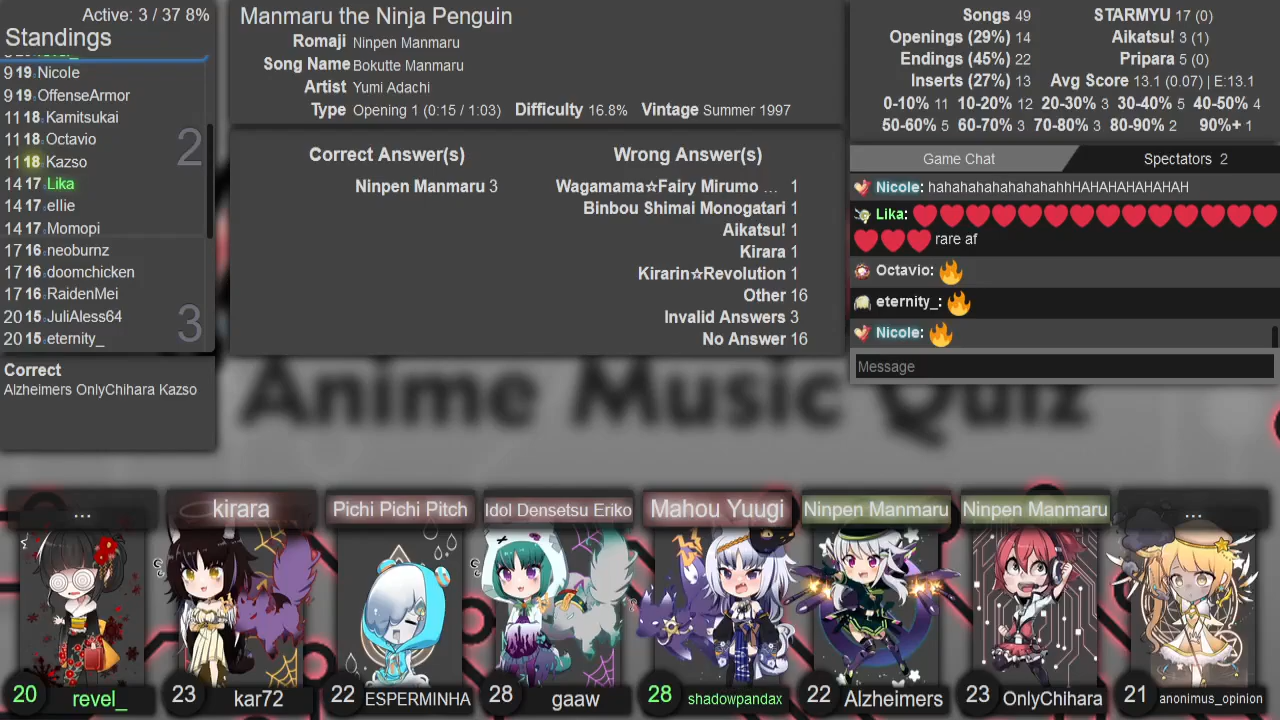 Active: 3 / 37 8%
Standings
9 19 Nicole
9 19 OffenseArmor
11 18 Kamitsukai
11 18 Octavio
11 18 Kazso
14 17 Lika
14 17 ellie
14 17 Momopi
17 16 neoburnz
17 16 doomchicken
17 16 RaidenMei
20 15 JuliAless64
20 15 eternity_
2
3
Correct
Alzheimers OnlyChihara Kazso
Manmaru the Ninja Penguin
Romaji Ninpen Manmaru
Song Name Bokutte Manmaru
Artist Yumi Adachi
Type Opening 1 (0:15 / 1:03) Difficulty 16.8% Vintage Summer 1997
Correct Answer(s)
Ninpen Manmaru 3
Wrong Answer(s)
Wagamama☆Fairy Mirumo ... 1
Binbou Shimai Monogatari 1
Aikatsu! 1
Kirara 1
Kirarin☆Revolution 1
Other 16
Invalid Answers 3
No Answer 16
Songs 49 STARMYU 17 (0)
Openings (29%) 14 Aikatsu! 3 (1)
Endings (45%) 22 Pripara 5 (0)
Inserts (27%) 13 Avg Score 13.1 (0.07) | E:13.1
0-10% 11 10-20% 12 20-30% 3 30-40% 5 40-50% 4
50-60% 5 60-70% 3 70-80% 3 80-90% 2 90%+ 1
Game Chat Spectators 2
Nicole: hahahahahahahahahhHAHAHAHAHAH
Lika: ❤❤❤❤❤❤❤❤❤❤❤❤❤❤
❤❤❤ rare af
Octavio: 🔥
eternity_: 🔥
Nicole: 🔥
Message
Anime Music Quiz
... kirara Pichi Pichi Pitch Idol Densetsu Eriko Mahou Yuugi Ninpen Manmaru Ninpen Manmaru ...
20 revel_ 23 kar72 22 ESPERMINHA 28 gaaw 28 shadowpandax 22 Alzheimers 23 OnlyChihara 21 anonimus_opinion